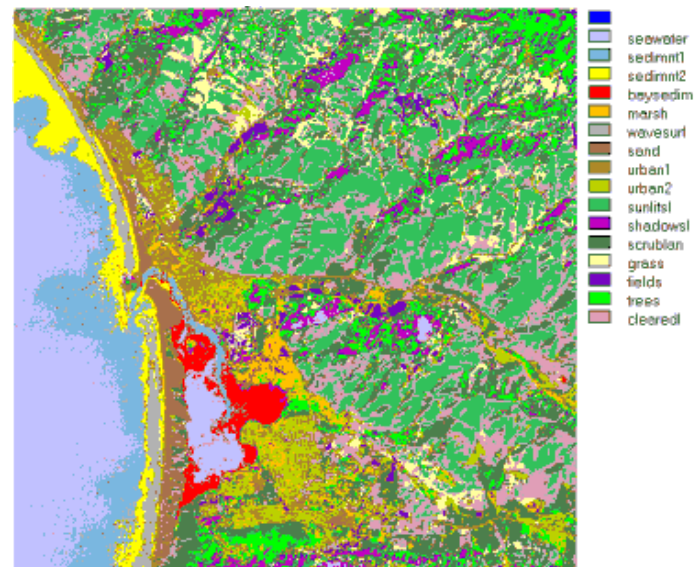 seawater
sedimnt1
sedimnt2
baysedim
marsh
wavesurf
sand
urban1
urban2
sunlitsl
shadowsl
scrublan
grass
fields
trees
clearedl